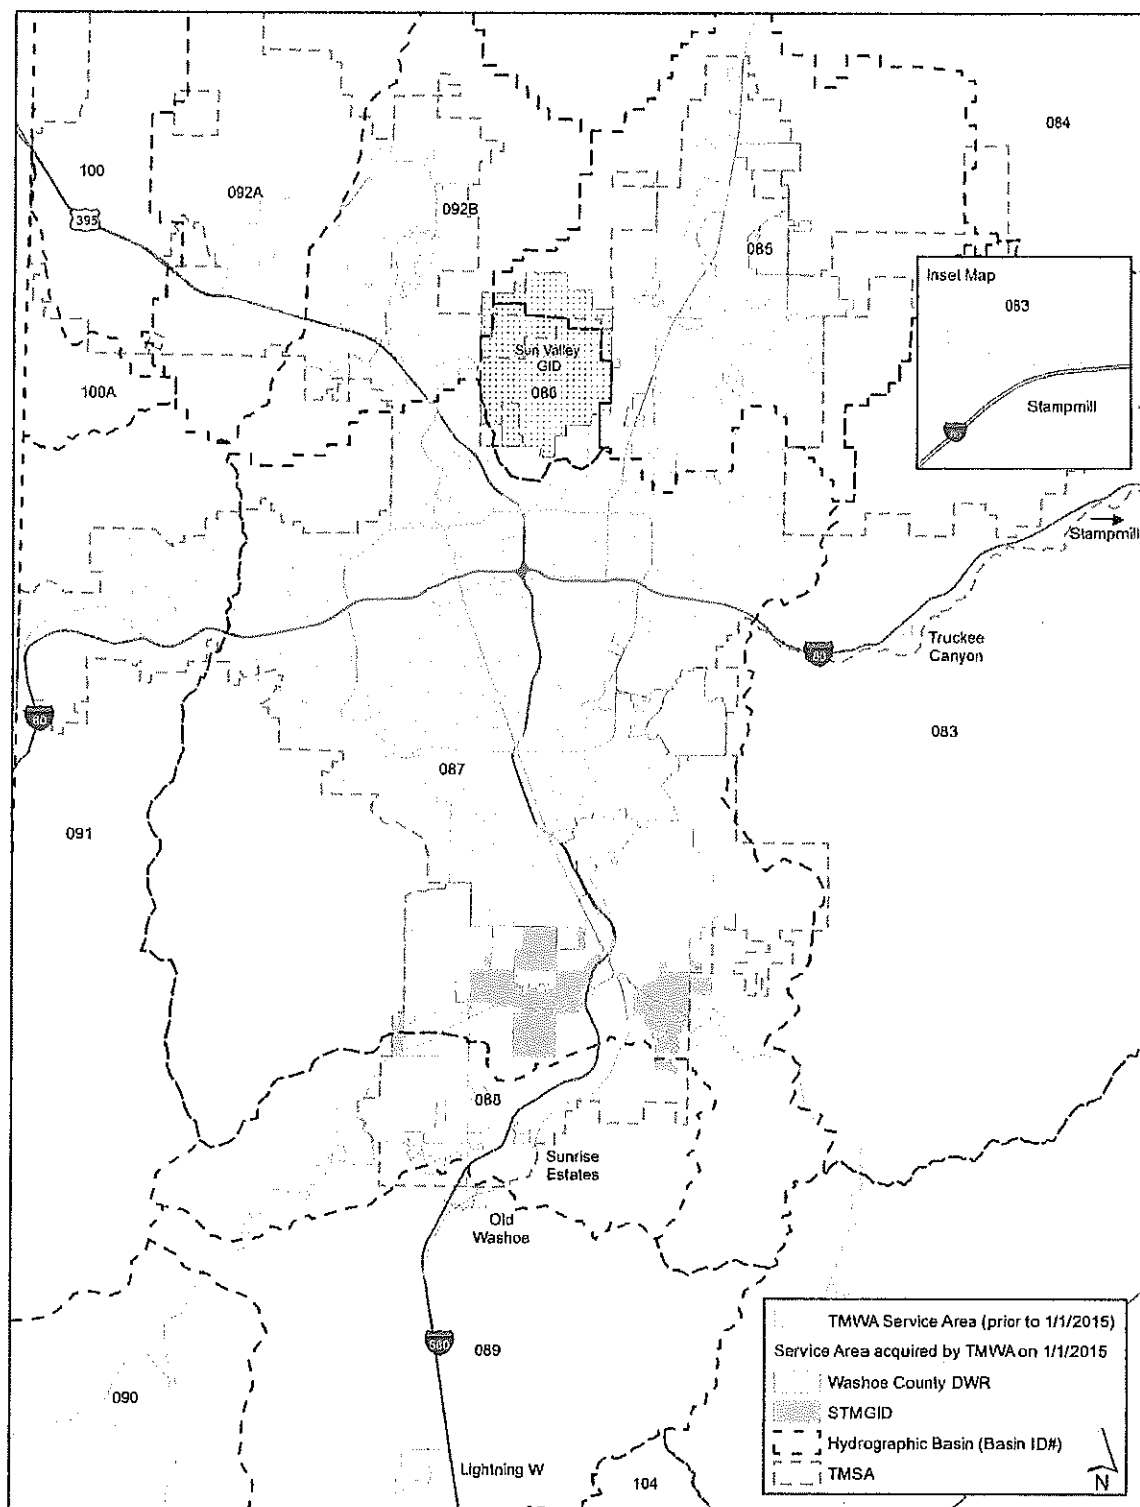 084
100
092A
395
092B
085
Inset Map
083
Sun Valley
GID
086
100A
Stampmill
80
Stampmill
Truckee
Canyon
80
80
083
087
091
088
Sunrise
Estates
Old
Washoe
TMWA Service Area (prior to 1/1/2015)
Service Area acquired by TMWA on 1/1/2015
580
089
Washoe County DWR
090
STMGID
Hydrographic Basin (Basin ID#)
Lightning W
104
TMSA
N